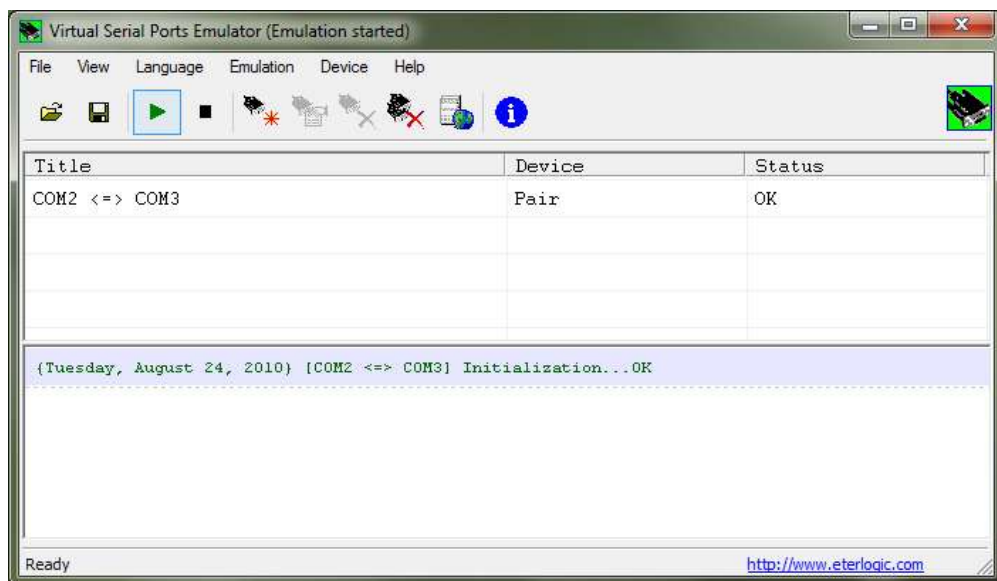 Virtual Serial Ports Emulator (Emulation started)
File View Language Emulation Device Help
Title Device Status
COM2 <=> COM3 Pair OK
{Tuesday, August 24, 2010} [COM2 <=> COM3] Initialization...OK
Ready http://www.eterlogic.com